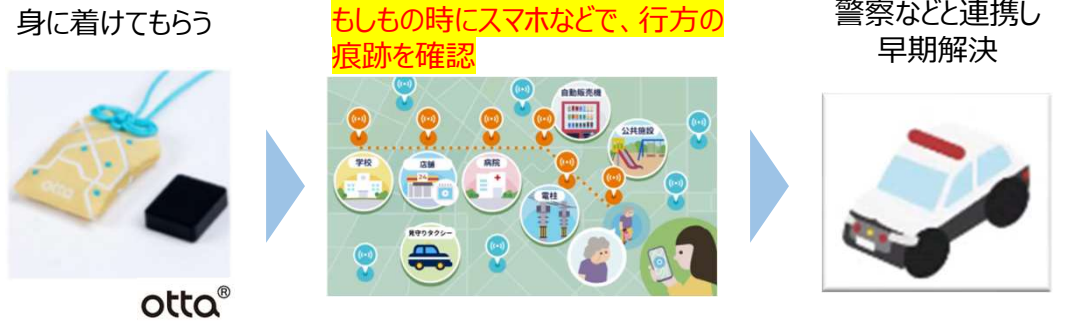 身に着けてもらう
otta
otta®
もしもの時にスマホなどで、行方の
痕跡を確認
自動販売機
公共施設
学校
店舗
24
病院
電柱
見守りタクシー
警察などと連携し
早期解決